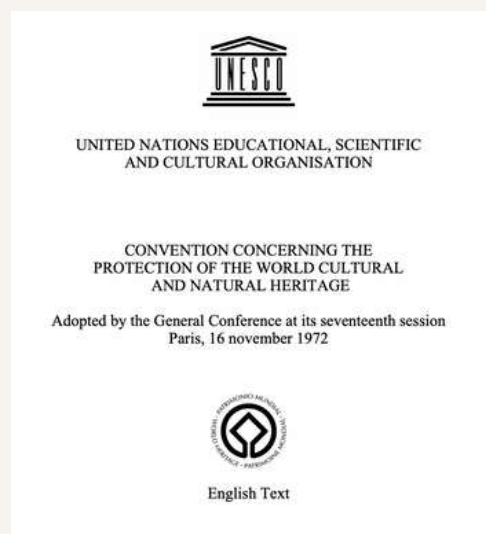 UNESCO
UNITED NATIONS EDUCATIONAL, SCIENTIFIC
AND CULTURAL ORGANISATION
CONVENTION CONCERNING THE
PROTECTION OF THE WORLD CULTURAL
AND NATURAL HERITAGE
Adopted by the General Conference at its seventeenth session
Paris, 16 november 1972
WORLD HERITAGE · PATRIMONIO MUNDIAL · PATRIMOINE MONDIAL
English Text